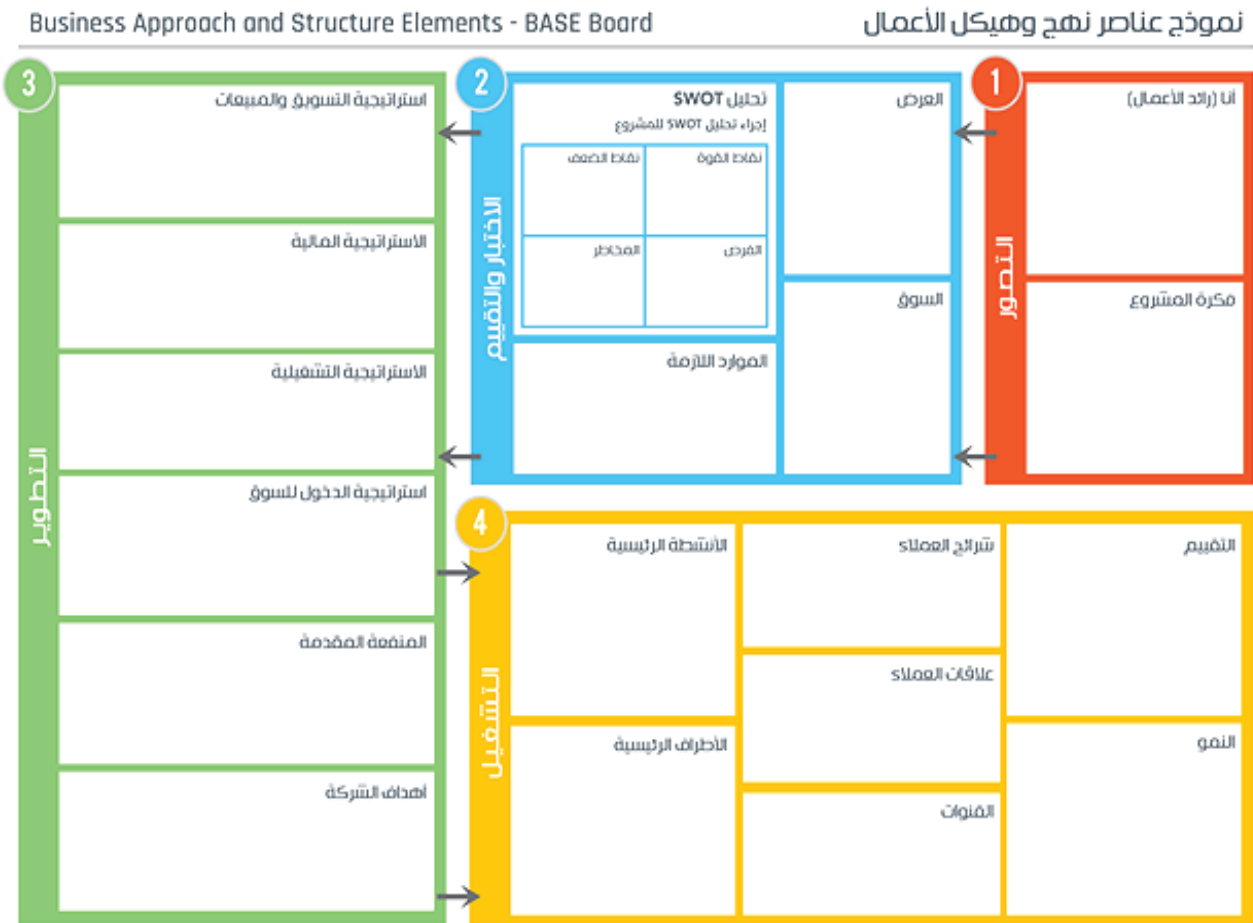 نموذج عناصر نهج وهيكل الأعمال
Business Approach and Structure Elements - BASE Board
1
التصور
أنا (رائد الأعمال)
فكرة المشروع
2
الاختبار والتقييم
العرض
السوق
تحليل SWOT
إجراء تحليل SWOT للمشروع
نقاط القوة
نقاط الضعف
الفرص
المخاطر
الموارد اللازمة
3
التطوير
استراتيجية التسويق والمبيعات
الاستراتيجية المالية
الاستراتيجية التشغيلية
استراتيجية الدخول للسوق
المنفعة المقدمة
أهداف الشركة
4
التشغيل
الأنشطة الرئيسية
الأطراف الرئيسية
شرائح العملاء
علاقات العملاء
القنوات
التقييم
النمو